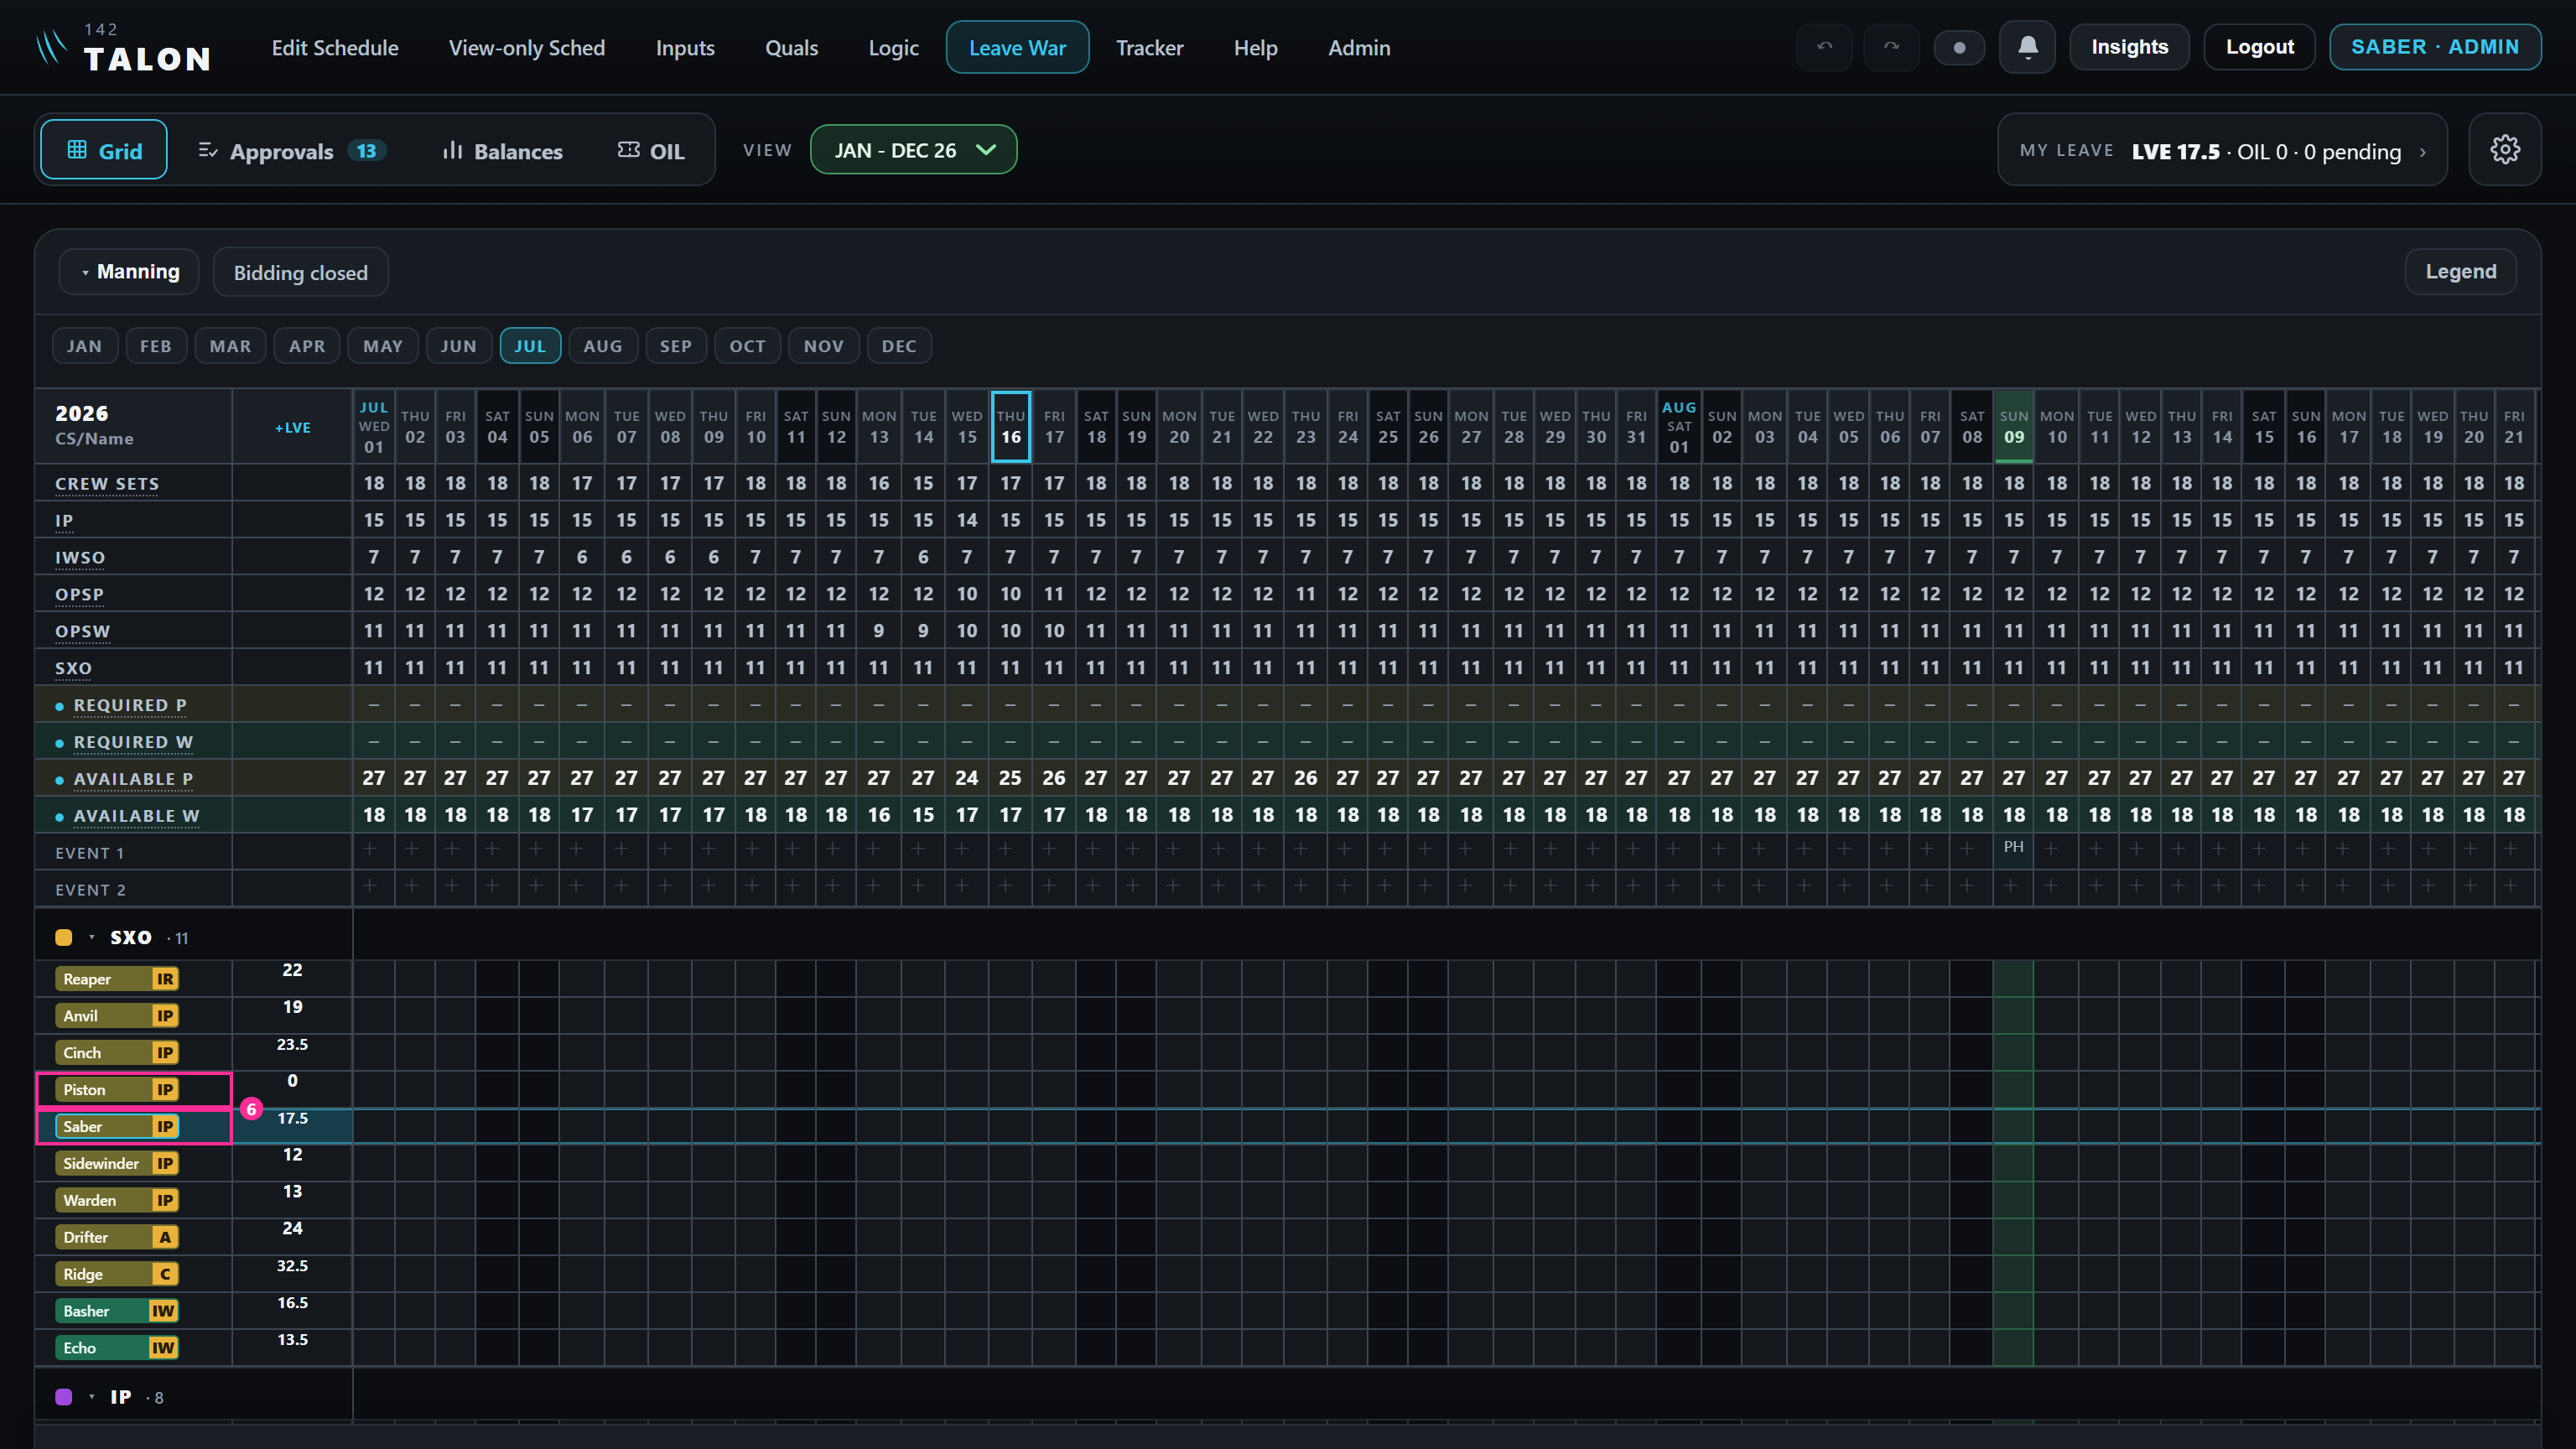 142
TALON
Edit Schedule View-only Sched Inputs Quals Logic Leave War Tracker Help Admin
Insights Logout SABER · ADMIN
Grid Approvals 13 Balances OIL VIEW JAN - DEC 26
MY LEAVE LVE 17.5 · OIL 0 · 0 pending ›
Manning Bidding closed Legend
JAN FEB MAR APR MAY JUN JUL AUG SEP OCT NOV DEC
JUL AUG
2026 WED THU FRI SAT SUN MON TUE WED THU FRI SAT SUN MON TUE WED THU FRI SAT SUN MON TUE WED THU FRI SAT SUN MON TUE WED THU FRI SAT SUN MON TUE WED THU FRI SAT SUN MON TUE WED THU FRI SAT SUN MON TUE WED THU FRI
CS/Name +LVE 01 02 03 04 05 06 07 08 09 10 11 12 13 14 15 16 17 18 19 20 21 22 23 24 25 26 27 28 29 30 31 01 02 03 04 05 06 07 08 09 10 11 12 13 14 15 16 17 18 19 20 21
CREW SETS 18 18 18 18 18 17 17 17 17 18 18 18 16 15 17 17 17 18 18 18 18 18 18 18 18 18 18 18 18 18 18 18 18 18 18 18 18 18 18 18 18 18 18 18 18 18 18 18 18 18 18 18
IP 15 15 15 15 15 15 15 15 15 15 15 15 15 15 14 15 15 15 15 15 15 15 15 15 15 15 15 15 15 15 15 15 15 15 15 15 15 15 15 15 15 15 15 15 15 15 15 15 15 15 15 15
IWSO 7 7 7 7 7 6 6 6 6 7 7 7 7 6 7 7 7 7 7 7 7 7 7 7 7 7 7 7 7 7 7 7 7 7 7 7 7 7 7 7 7 7 7 7 7 7 7 7 7 7 7 7
OPSP 12 12 12 12 12 12 12 12 12 12 12 12 12 12 10 10 11 12 12 12 12 12 11 12 12 12 12 12 12 12 12 12 12 12 12 12 12 12 12 12 12 12 12 12 12 12 12 12 12 12 12 12
OPSW 11 11 11 11 11 11 11 11 11 11 11 11 9 9 10 10 10 11 11 11 11 11 11 11 11 11 11 11 11 11 11 11 11 11 11 11 11 11 11 11 11 11 11 11 11 11 11 11 11 11 11 11
SXO 11 11 11 11 11 11 11 11 11 11 11 11 11 11 11 11 11 11 11 11 11 11 11 11 11 11 11 11 11 11 11 11 11 11 11 11 11 11 11 11 11 11 11 11 11 11 11 11 11 11 11 11
REQUIRED P – – – – – – – – – – – – – – – – – – – – – – – – – – – – – – – – – – – – – – – – – – – – – – – – – – – –
REQUIRED W – – – – – – – – – – – – – – – – – – – – – – – – – – – – – – – – – – – – – – – – – – – – – – – – – – – –
AVAILABLE P 27 27 27 27 27 27 27 27 27 27 27 27 27 27 24 25 26 27 27 27 27 27 26 27 27 27 27 27 27 27 27 27 27 27 27 27 27 27 27 27 27 27 27 27 27 27 27 27 27 27 27 27
AVAILABLE W 18 18 18 18 18 17 17 17 17 18 18 18 16 15 17 17 17 18 18 18 18 18 18 18 18 18 18 18 18 18 18 18 18 18 18 18 18 18 18 18 18 18 18 18 18 18 18 18 18 18 18 18
EVENT 1 + + + + + + + + + + + + + + + + + + + + + + + + + + + + + + + + + + + + + + + PH + + + + + + + + + + + +
EVENT 2 + + + + + + + + + + + + + + + + + + + + + + + + + + + + + + + + + + + + + + + + + + + + + + + + + + + +
SXO · 11
Reaper IR 22
Anvil IP 19
Cinch IP 23.5
Piston IP 0
6
Saber IP 17.5
Sidewinder IP 12
Warden IP 13
Drifter A 24
Ridge C 32.5
Basher IW 16.5
Echo IW 13.5
IP · 8